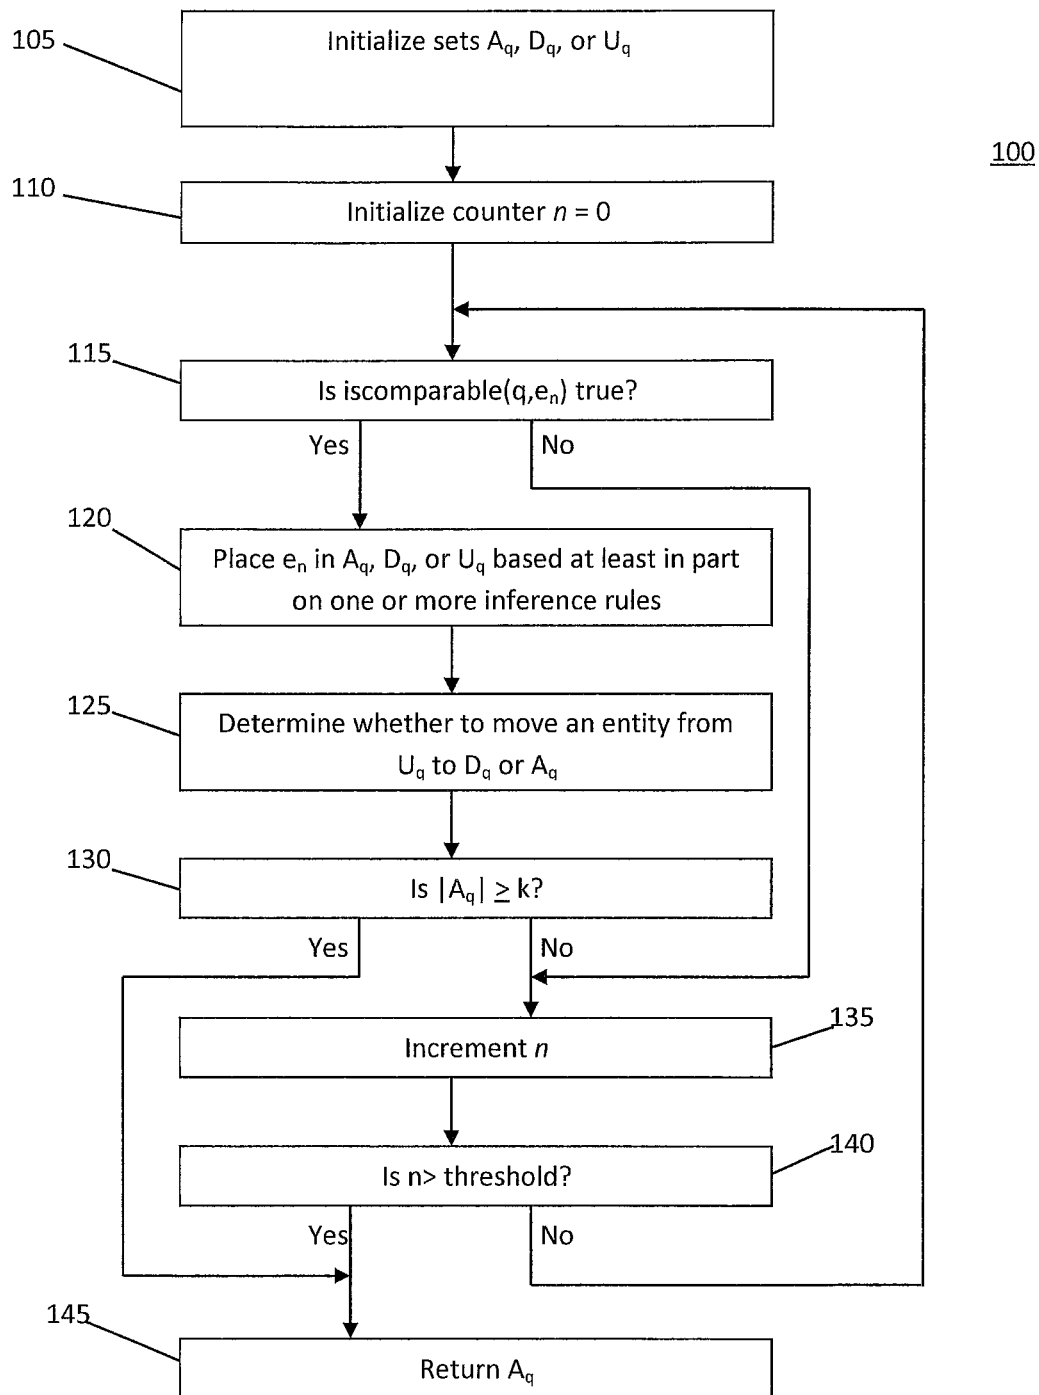 105
Initialize sets Aq, Dq, or Uq
100
110
Initialize counter n = 0
115
Is iscomparable(q,en) true?
Yes
No
120
Place en in Aq, Dq, or Uq based at least in part
on one or more inference rules
125
Determine whether to move an entity from
Uq to Dq or Aq
130
Is |Aq| ≥ k?
Yes
No
135
Increment n
140
Is n> threshold?
Yes
No
145
Return Aq